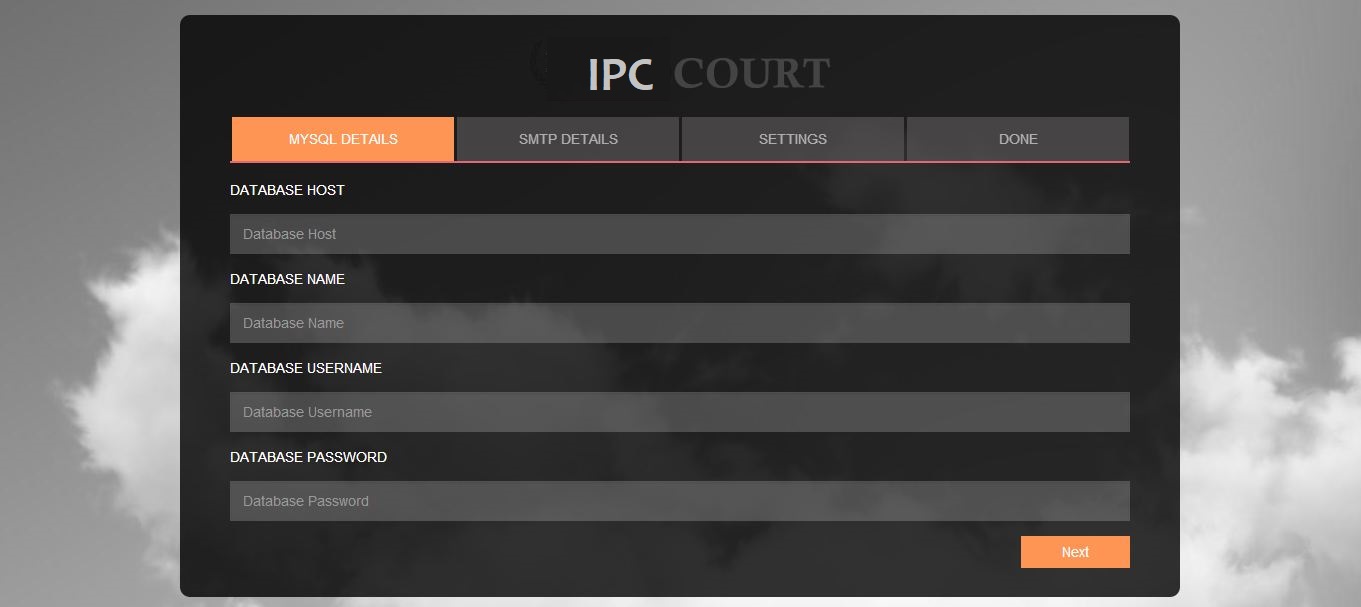 IPC COURT
MYSQL DETAILS
SMTP DETAILS
SETTINGS
DONE
DATABASE HOST
Database Host
DATABASE NAME
Database Name
DATABASE USERNAME
Database Username
DATABASE PASSWORD
Database Password
Next